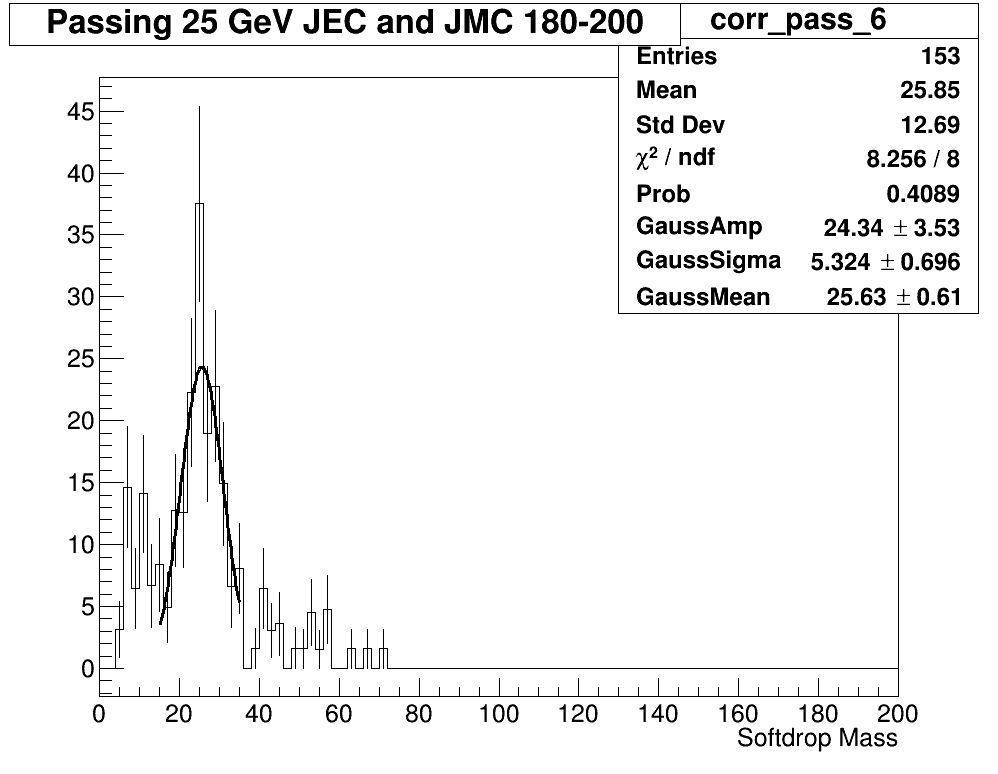 Passing 25 GeV JEC and JMC 180-200
corr_pass_6
Entries 153
Mean 25.85
Std Dev 12.69
χ² / ndf 8.256 / 8
Prob 0.4089
GaussAmp 24.34 ± 3.53
GaussSigma 5.324 ± 0.696
GaussMean 25.63 ± 0.61
45
40
35
30
25
20
15
10
5
0
0 20 40 60 80 100 120 140 160 180 200
Softdrop Mass